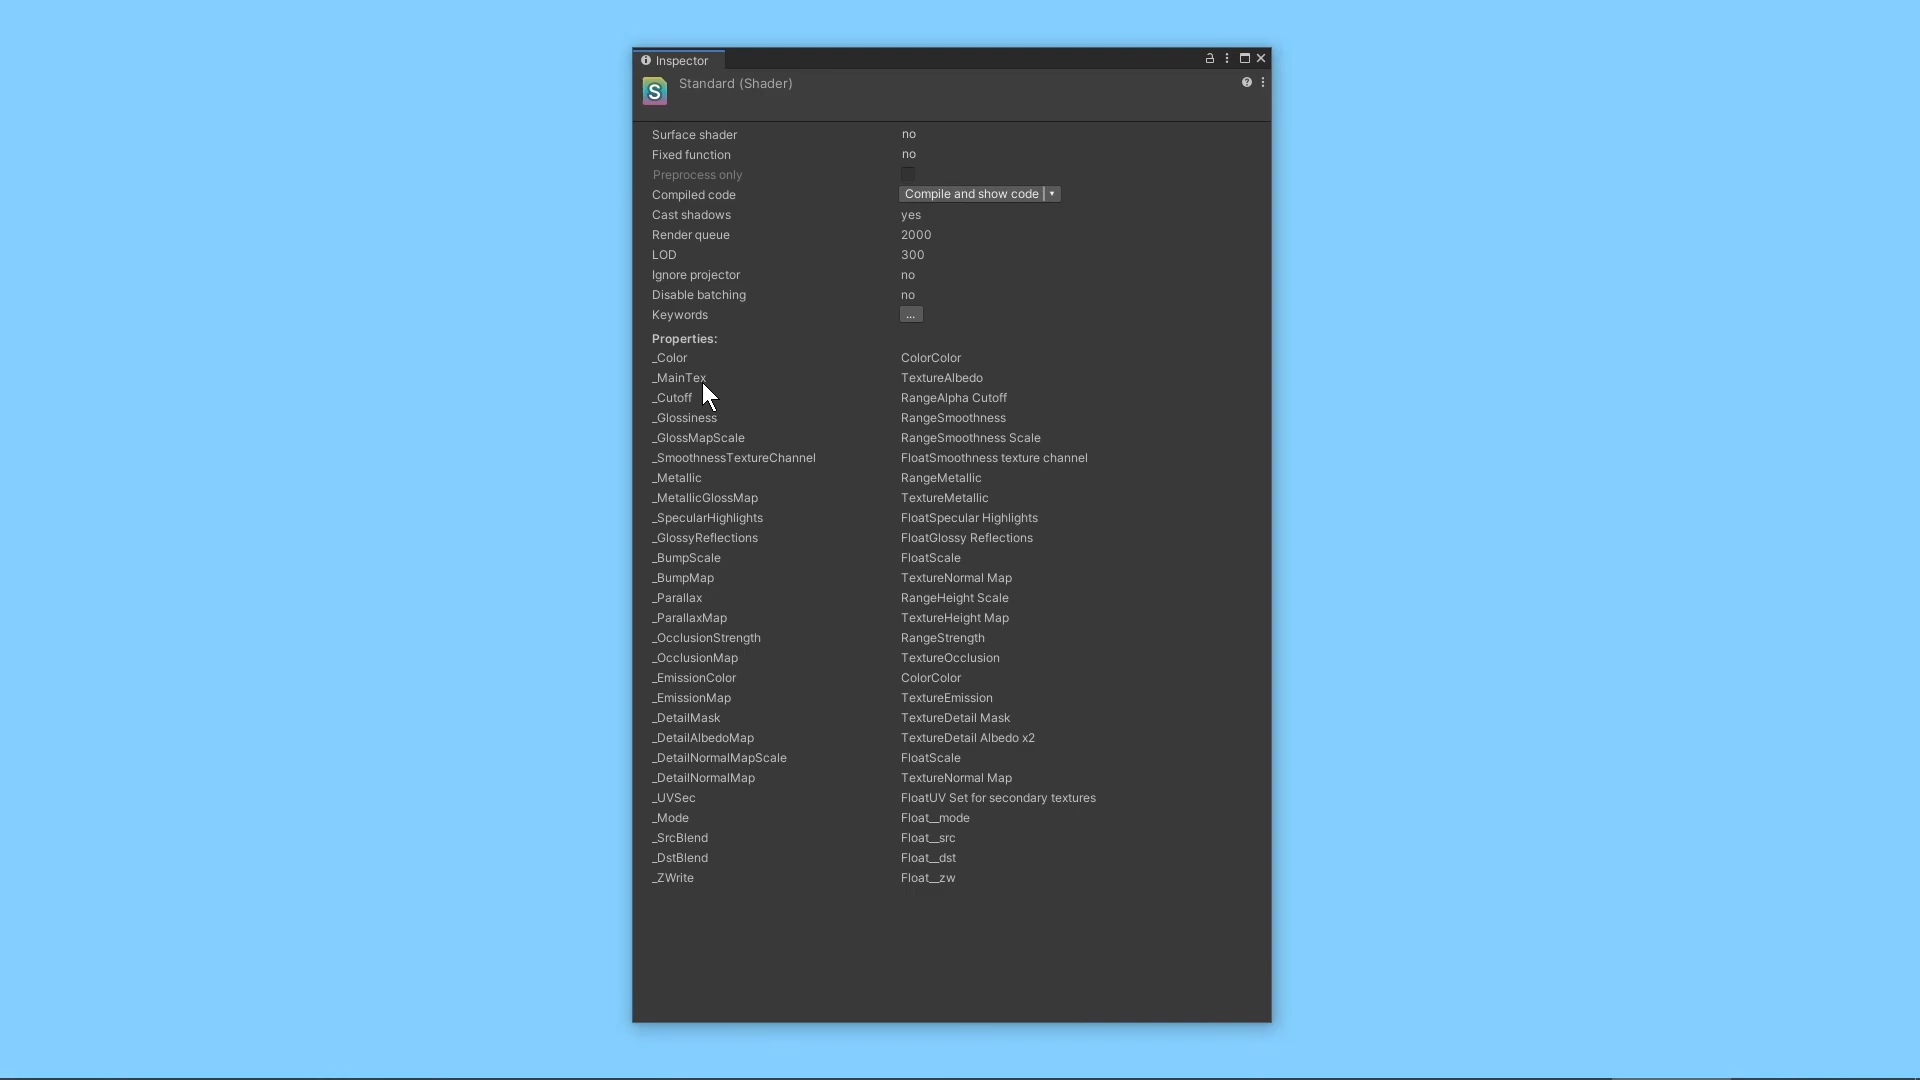 Inspector
S
Standard (Shader)
Surface shader no
Fixed function no
Preprocess only
Compiled code Compile and show code
Cast shadows yes
Render queue 2000
LOD 300
Ignore projector no
Disable batching no
Keywords ...
Properties:
_Color ColorColor
_MainTex TextureAlbedo
_Cutoff RangeAlpha Cutoff
_Glossiness RangeSmoothness
_GlossMapScale RangeSmoothness Scale
_SmoothnessTextureChannel FloatSmoothness texture channel
_Metallic RangeMetallic
_MetallicGlossMap TextureMetallic
_SpecularHighlights FloatSpecular Highlights
_GlossyReflections FloatGlossy Reflections
_BumpScale FloatScale
_BumpMap TextureNormal Map
_Parallax RangeHeight Scale
_ParallaxMap TextureHeight Map
_OcclusionStrength RangeStrength
_OcclusionMap TextureOcclusion
_EmissionColor ColorColor
_EmissionMap TextureEmission
_DetailMask TextureDetail Mask
_DetailAlbedoMap TextureDetail Albedo x2
_DetailNormalMapScale FloatScale
_DetailNormalMap TextureNormal Map
_UVSec FloatUV Set for secondary textures
_Mode Float__mode
_SrcBlend Float__src
_DstBlend Float__dst
_ZWrite Float__zw